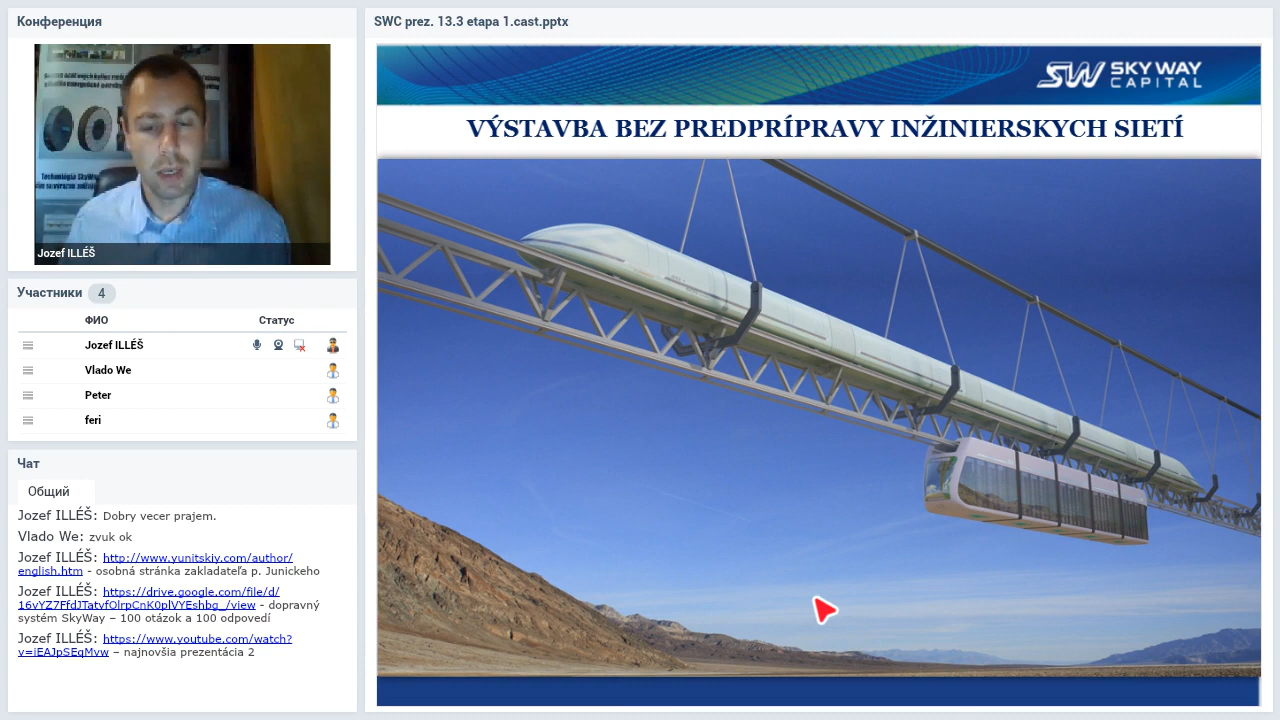 Конференция
Jozef ILLÉŠ
Участники 4
ФИО Статус
Jozef ILLÉŠ
Vlado We
Peter
feri
Чат
Общий
Jozef ILLÉŠ: Dobry vecer prajem.
Vlado We: zvuk ok
Jozef ILLÉŠ: http://www.yunitskiy.com/author/
english.htm - osobná stránka zakladateľa p. Junickeho
Jozef ILLÉŠ: https://drive.google.com/file/d/
16vYZ7FfdJTatvfOlrpCnK0plVYEshbg_/view - dopravný
systém SkyWay – 100 otázok a 100 odpovedí
Jozef ILLÉŠ: https://www.youtube.com/watch?
v=iEAJpSEqMvw – najnovšia prezentácia 2
SWC prez. 13.3 etapa 1.cast.pptx
SW SKY WAY
CAPITAL
VÝSTAVBA BEZ PREDPRÍPRAVY INŽINIERSKYCH SIETÍ